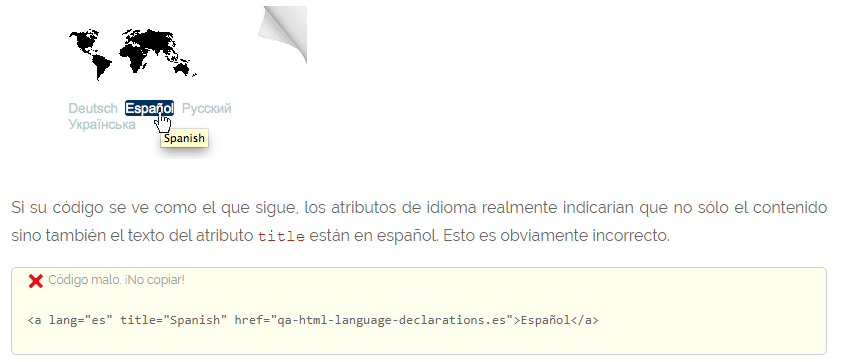 Deutsch Español Русский
Українська
Spanish
Si su código se ve como el que sigue, los atributos de idioma realmente indicarían que no sólo el contenido
sino también el texto del atributo title están en español. Esto es obviamente incorrecto.
Código malo. ¡No copiar!
<a lang="es" title="Spanish" href="qa-html-language-declarations.es">Español</a>